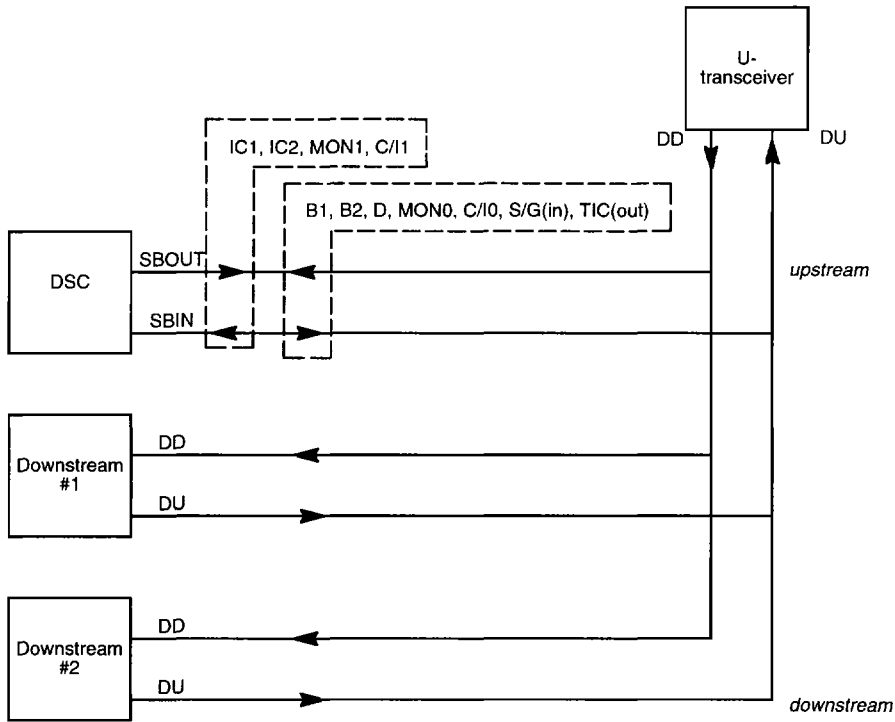 U-
transceiver
DD
DU
IC1, IC2, MON1, C/I1
B1, B2, D, MON0, C/I0, S/G(in), TIC(out)
DSC
SBOUT
SBIN
upstream
Downstream
#1
DD
DU
Downstream
#2
DD
DU
downstream